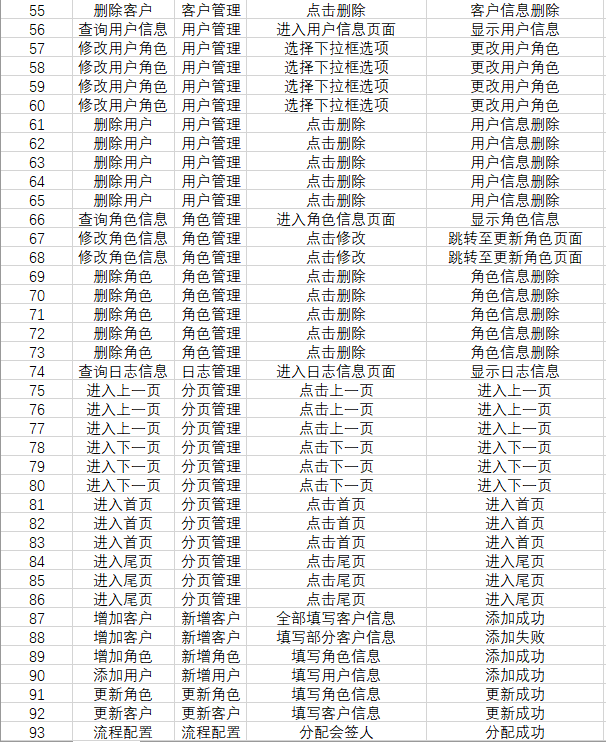 55 删除客户 客户管理 点击删除 客户信息删除
56 查询用户信息 用户管理 进入用户信息页面 显示用户信息
57 修改用户角色 用户管理 选择下拉框选项 更改用户角色
58 修改用户角色 用户管理 选择下拉框选项 更改用户角色
59 修改用户角色 用户管理 选择下拉框选项 更改用户角色
60 修改用户角色 用户管理 选择下拉框选项 更改用户角色
61 删除用户 用户管理 点击删除 用户信息删除
62 删除用户 用户管理 点击删除 用户信息删除
63 删除用户 用户管理 点击删除 用户信息删除
64 删除用户 用户管理 点击删除 用户信息删除
65 删除用户 用户管理 点击删除 用户信息删除
66 查询角色信息 角色管理 进入角色信息页面 显示角色信息
67 修改角色信息 角色管理 点击修改 跳转至更新角色页面
68 修改角色信息 角色管理 点击修改 跳转至更新角色页面
69 删除角色 角色管理 点击删除 角色信息删除
70 删除角色 角色管理 点击删除 角色信息删除
71 删除角色 角色管理 点击删除 角色信息删除
72 删除角色 角色管理 点击删除 角色信息删除
73 删除角色 角色管理 点击删除 角色信息删除
74 查询日志信息 日志管理 进入日志信息页面 显示日志信息
75 进入上一页 分页管理 点击上一页 进入上一页
76 进入上一页 分页管理 点击上一页 进入上一页
77 进入上一页 分页管理 点击上一页 进入上一页
78 进入下一页 分页管理 点击下一页 进入下一页
79 进入下一页 分页管理 点击下一页 进入下一页
80 进入下一页 分页管理 点击下一页 进入下一页
81 进入首页 分页管理 点击首页 进入首页
82 进入首页 分页管理 点击首页 进入首页
83 进入首页 分页管理 点击首页 进入首页
84 进入尾页 分页管理 点击尾页 进入尾页
85 进入尾页 分页管理 点击尾页 进入尾页
86 进入尾页 分页管理 点击尾页 进入尾页
87 增加客户 新增客户 全部填写客户信息 添加成功
88 增加客户 新增客户 填写部分客户信息 添加失败
89 增加角色 新增角色 填写角色信息 添加成功
90 添加用户 新增用户 填写用户信息 添加成功
91 更新角色 更新角色 填写角色信息 更新成功
92 更新客户 更新客户 填写客户信息 更新成功
93 流程配置 流程配置 分配会签人 分配成功